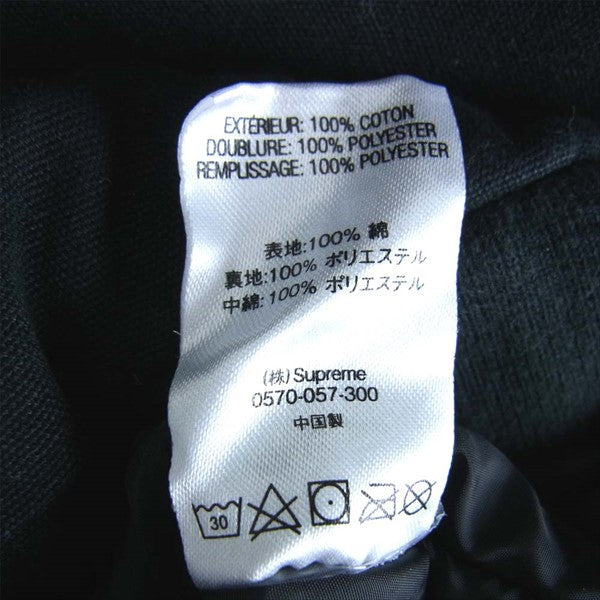 EXTÉRIEUR: 100% COTON
DOUBLURE: 100% POLYESTER
REMPLISSAGE: 100% POLYESTER
表地:100% 綿
裏地:100% ポリエステル
中綿:100% ポリエステル
(株) Supreme
0570-057-300
中国製
30